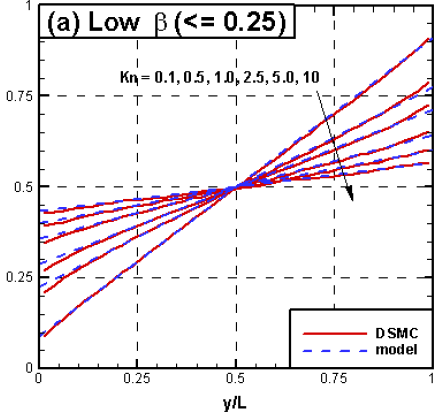 (a) Low β (<= 0.25)
Kn = 0.1, 0.5, 1.0, 2.5, 5.0, 10
1
0.75
0.5
0.25
0
DSMC
model
0 0.25 0.5 0.75 1
y/L